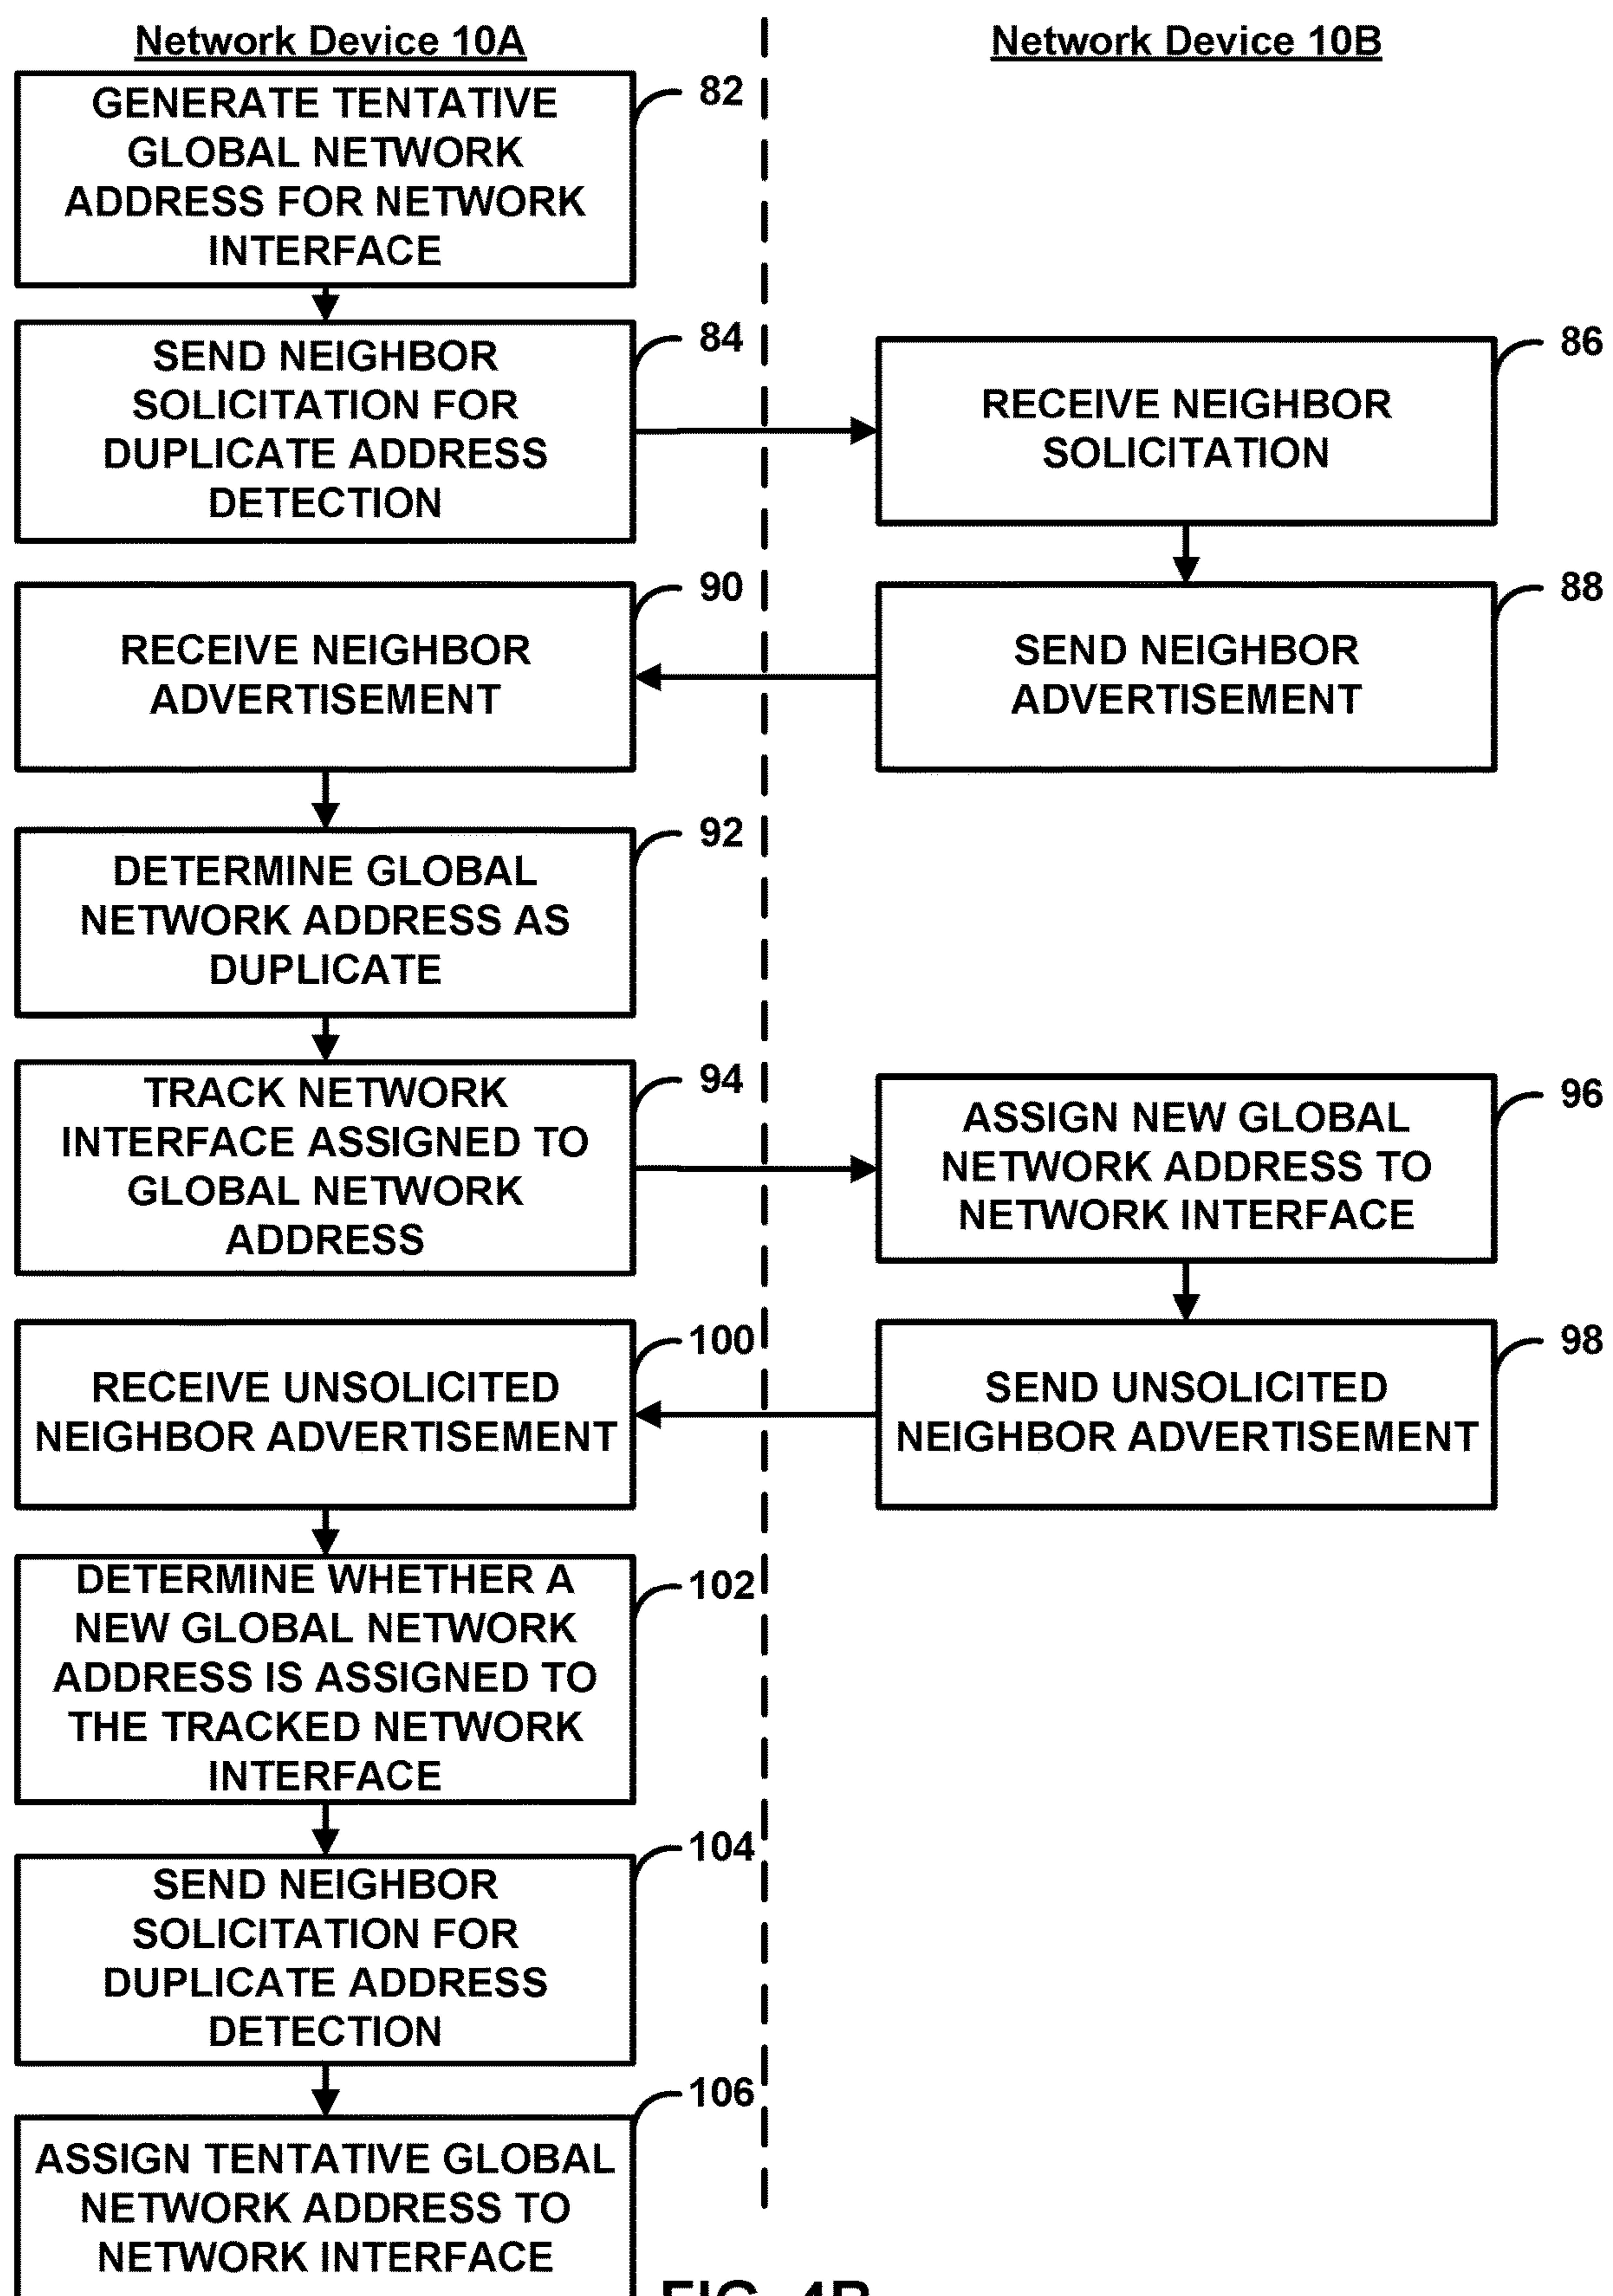 Network Device 10A
Network Device 10B
GENERATE TENTATIVE
GLOBAL NETWORK
ADDRESS FOR NETWORK
INTERFACE
82
SEND NEIGHBOR
SOLICITATION FOR
DUPLICATE ADDRESS
DETECTION
84
RECEIVE NEIGHBOR
SOLICITATION
86
RECEIVE NEIGHBOR
ADVERTISEMENT
90
SEND NEIGHBOR
ADVERTISEMENT
88
DETERMINE GLOBAL
NETWORK ADDRESS AS
DUPLICATE
92
TRACK NETWORK
INTERFACE ASSIGNED TO
GLOBAL NETWORK
ADDRESS
94
ASSIGN NEW GLOBAL
NETWORK ADDRESS TO
NETWORK INTERFACE
96
RECEIVE UNSOLICITED
NEIGHBOR ADVERTISEMENT
100
SEND UNSOLICITED
NEIGHBOR ADVERTISEMENT
98
DETERMINE WHETHER A
NEW GLOBAL NETWORK
ADDRESS IS ASSIGNED TO
THE TRACKED NETWORK
INTERFACE
102
SEND NEIGHBOR
SOLICITATION FOR
DUPLICATE ADDRESS
DETECTION
104
ASSIGN TENTATIVE GLOBAL
NETWORK ADDRESS TO
NETWORK INTERFACE
106
FIG. 4B